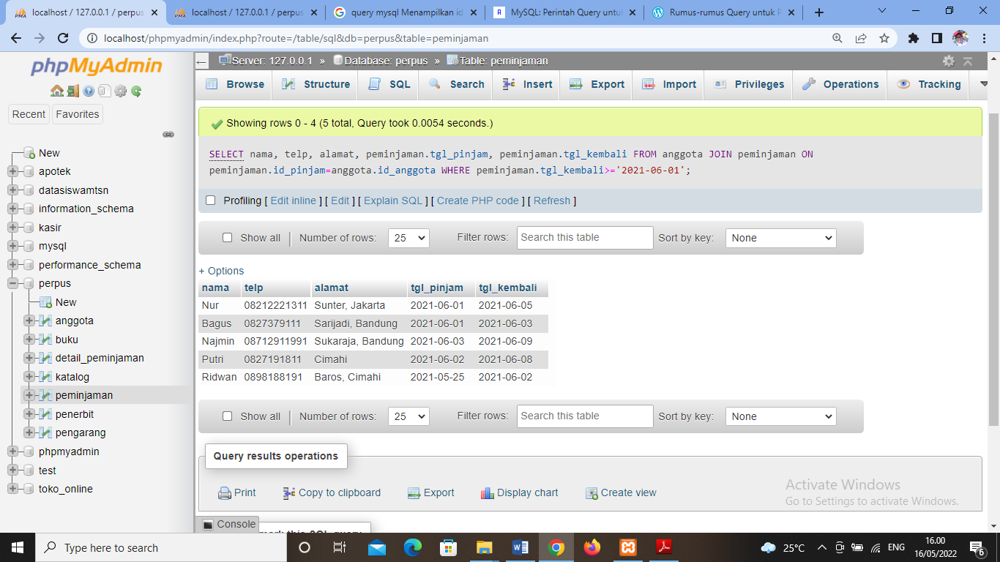 localhost / 127.0.0.1 / perpus
localhost / 127.0.0.1 / perpus
query mysql Menampilkan id
MySQL: Perintah Query untuk
Rumus-rumus Query untuk P
localhost/phpmyadmin/index.php?route=/table/sql&db=perpus&table=peminjaman
phpMyAdmin
Recent
Favorites
New
apotek
datasiswamtsn
information_schema
kasir
mysql
performance_schema
perpus
New
anggota
buku
detail_peminjaman
katalog
peminjaman
penerbit
pengarang
phpmyadmin
test
toko_online
Server: 127.0.0.1 » Database: perpus » Table: peminjaman
Browse Structure SQL Search Insert Export Import Privileges Operations Tracking
Showing rows 0 - 4 (5 total, Query took 0.0054 seconds.)
SELECT nama, telp, alamat, peminjaman.tgl_pinjam, peminjaman.tgl_kembali FROM anggota JOIN peminjaman ON
peminjaman.id_pinjam=anggota.id_anggota WHERE peminjaman.tgl_kembali>='2021-06-01';
Profiling [ Edit inline ] [ Edit ] [ Explain SQL ] [ Create PHP code ] [ Refresh ]
Show all | Number of rows: 25 Filter rows: Search this table Sort by key: None
+ Options
nama telp alamat tgl_pinjam tgl_kembali
Nur 08212221311 Sunter, Jakarta 2021-06-01 2021-06-05
Bagus 0827379111 Sarijadi, Bandung 2021-06-01 2021-06-03
Najmin 08712911991 Sukaraja, Bandung 2021-06-03 2021-06-09
Putri 0827191811 Cimahi 2021-06-02 2021-06-08
Ridwan 0898188191 Baros, Cimahi 2021-05-25 2021-06-02
Show all | Number of rows: 25 Filter rows: Search this table Sort by key: None
Query results operations
Print Copy to clipboard Export Display chart Create view
Activate Windows
Go to Settings to activate Windows.
Console
Type here to search
25°C
ENG
16.00
16/05/2022
6